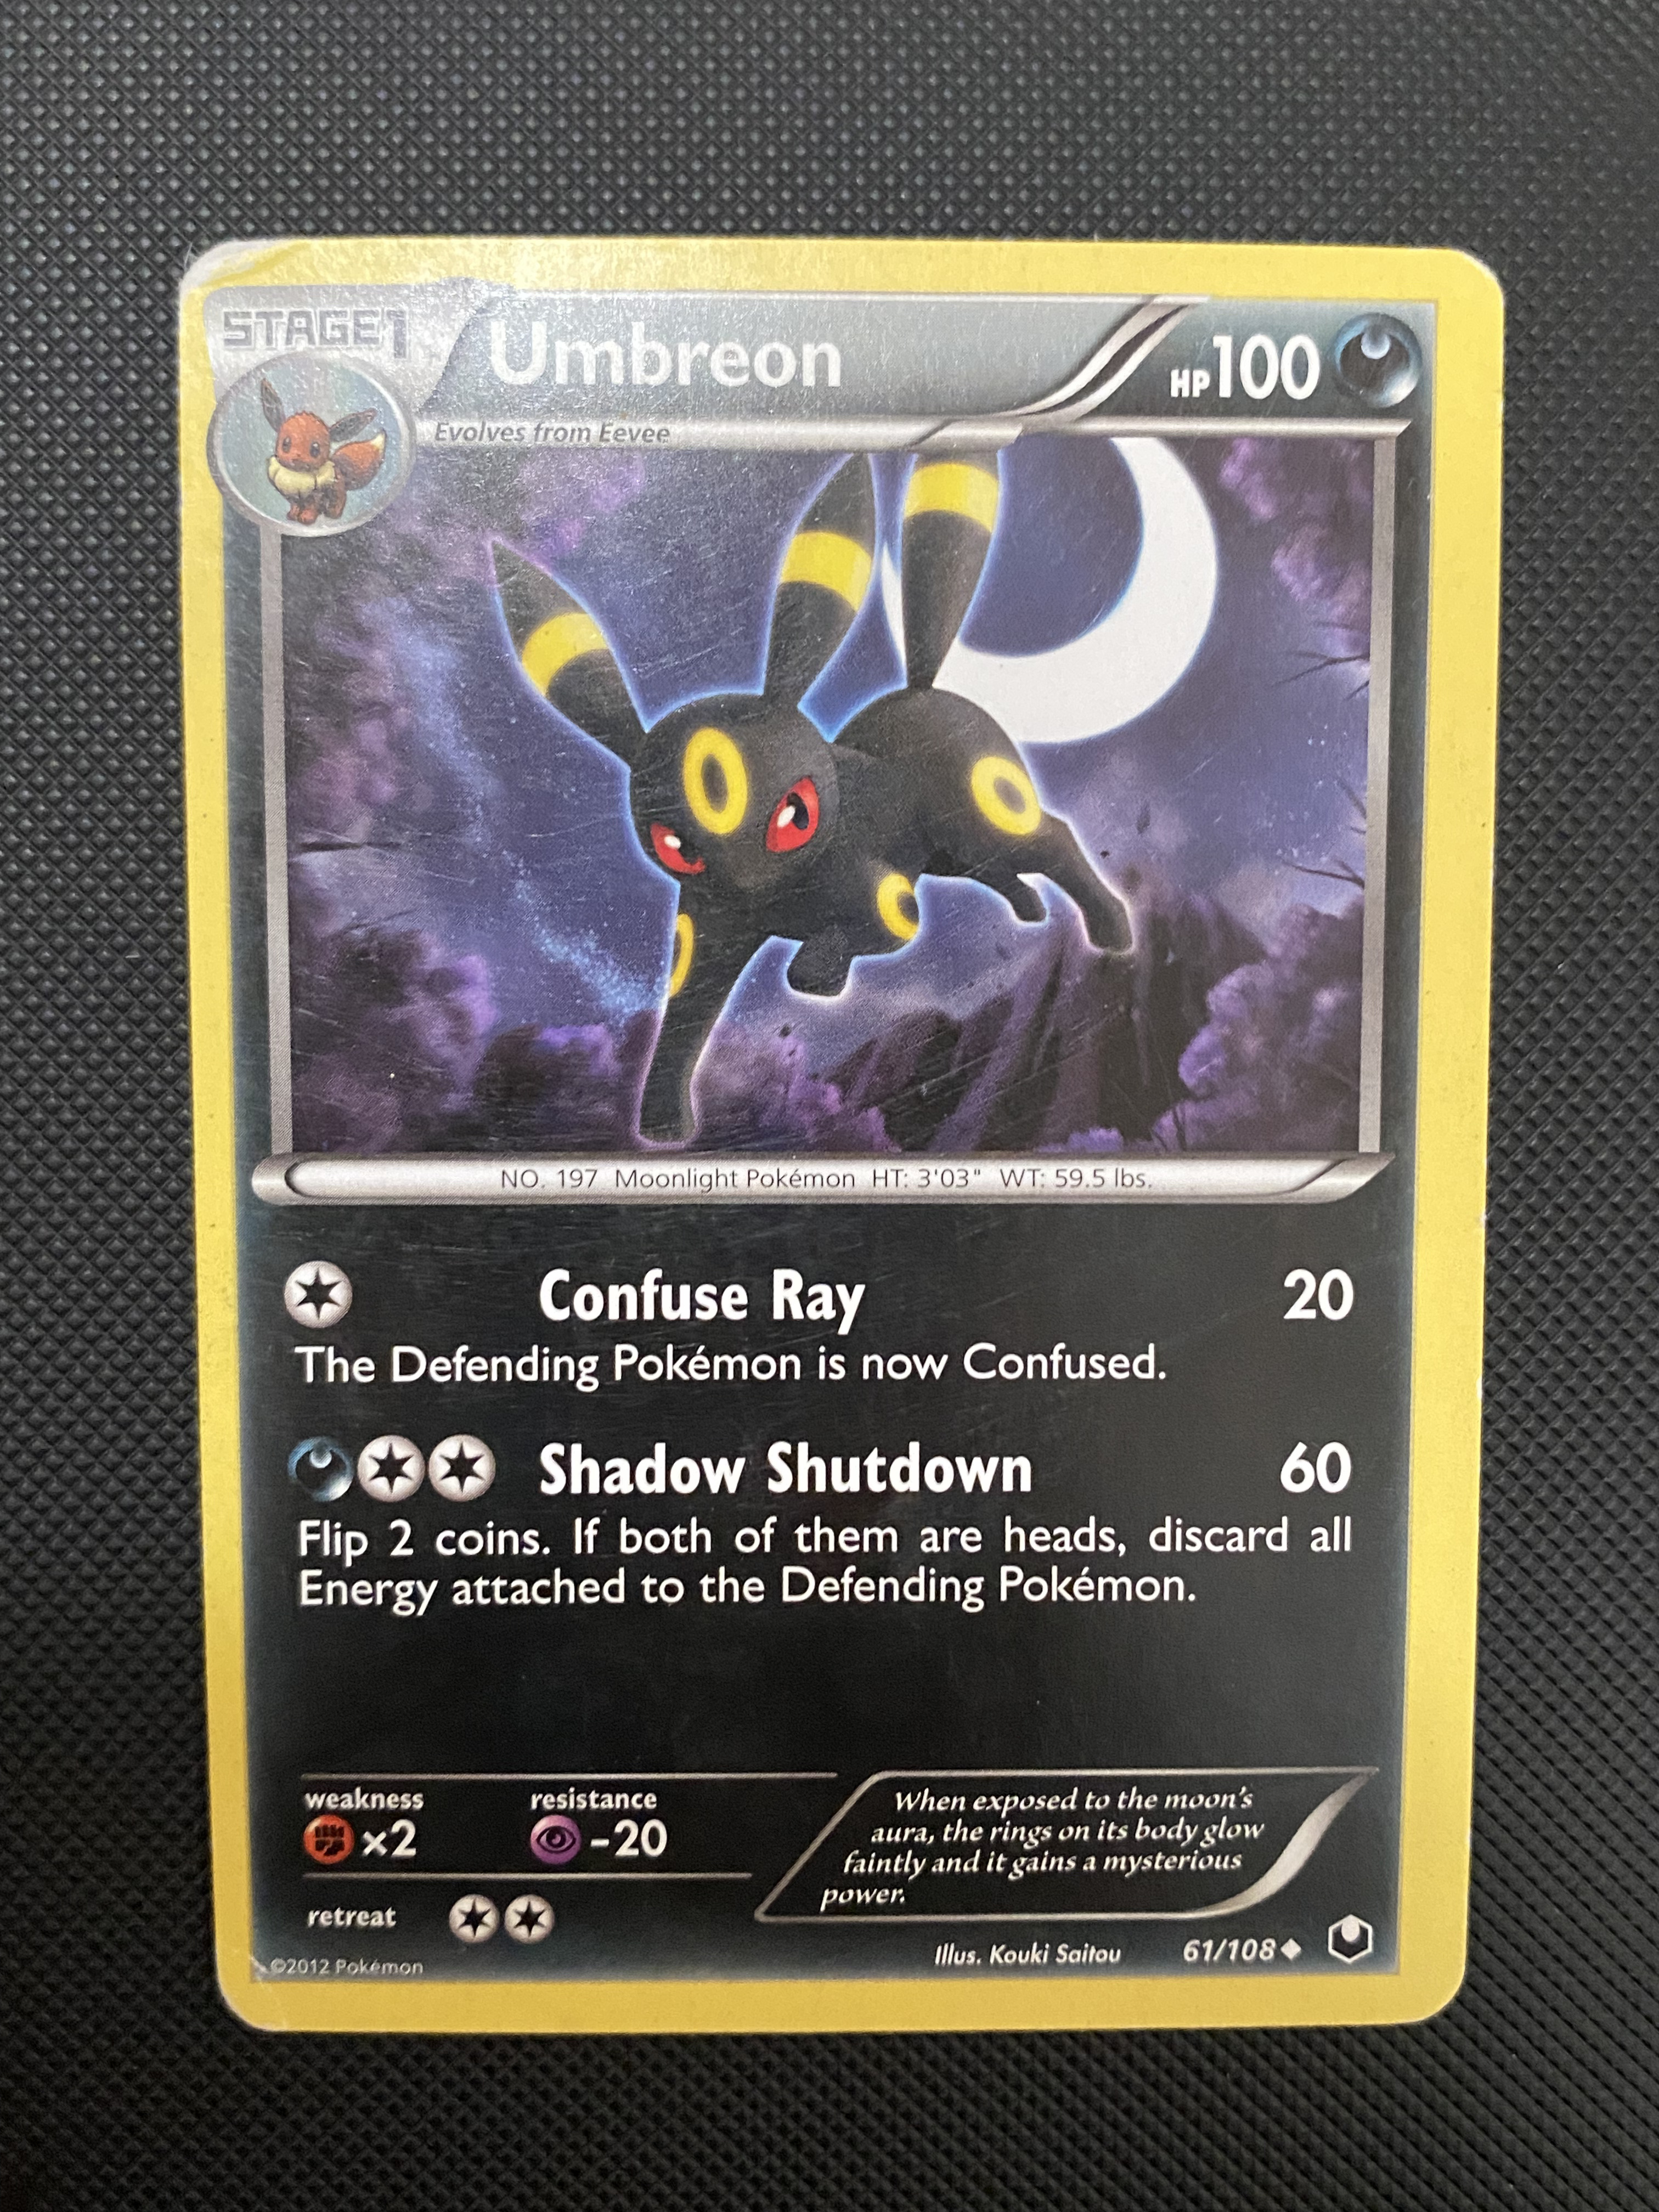 STAGE1
Umbreon
HP100
Evolves from Eevee
NO. 197 Moonlight Pokémon HT: 3'03" WT: 59.5 lbs.
Confuse Ray 20
The Defending Pokémon is now Confused.
Shadow Shutdown 60
Flip 2 coins. If both of them are heads, discard all
Energy attached to the Defending Pokémon.
weakness resistance
×2 -20
retreat
When exposed to the moon's
aura, the rings on its body glow
faintly and it gains a mysterious
power.
©2012 Pokémon
Illus. Kouki Saitou 61/108